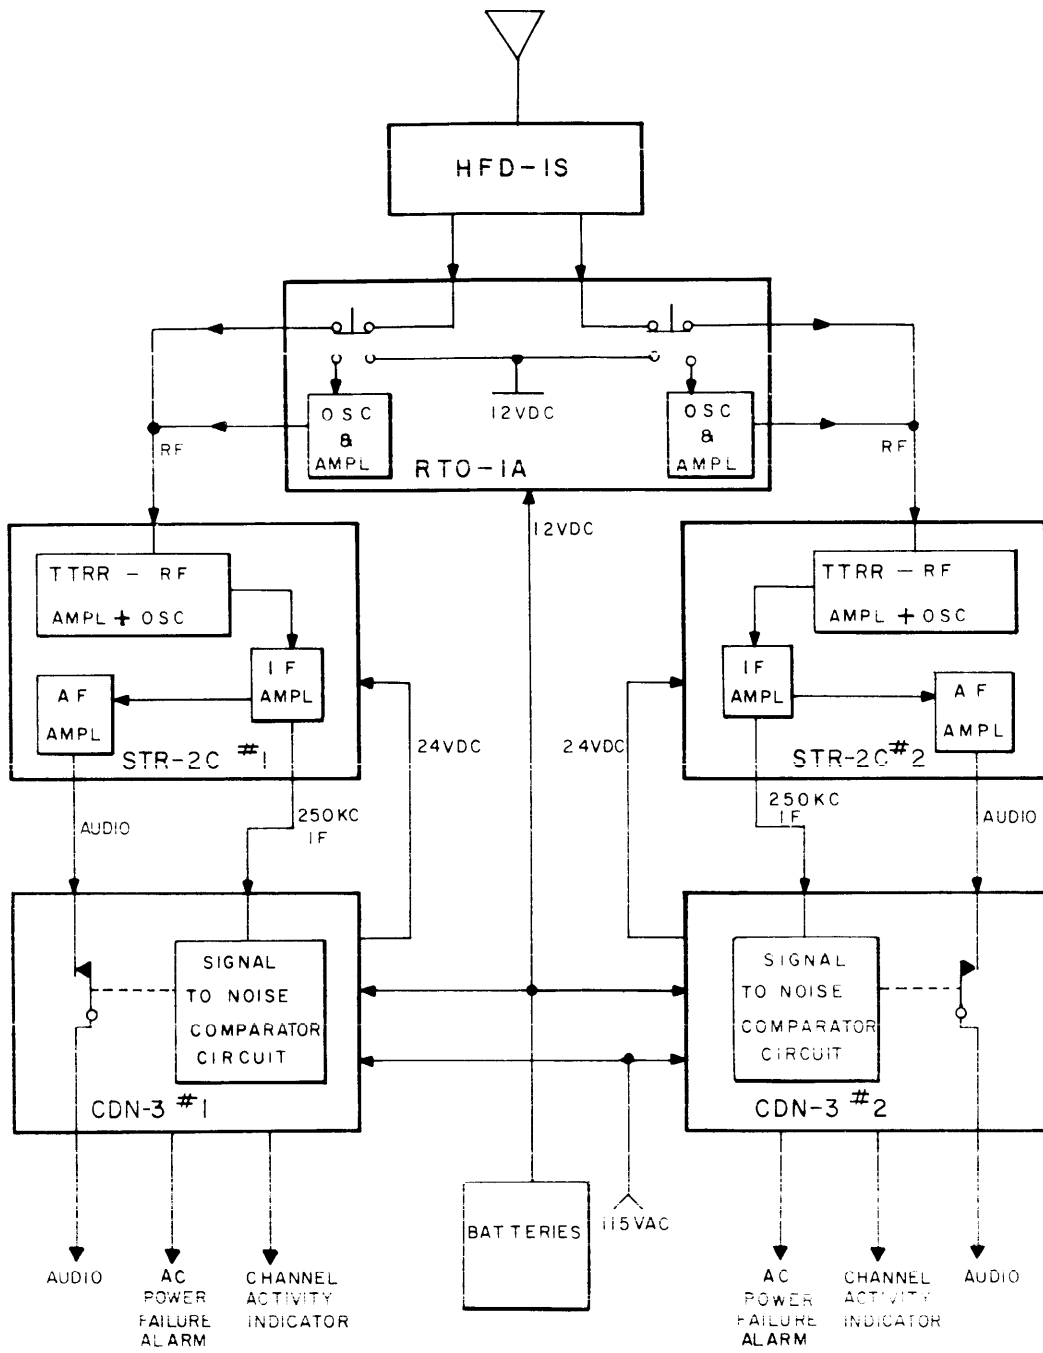 HFD-1S
12VDC
OSC
&
AMPL
OSC
&
AMPL
RTO-1A
RF
RF
12VDC
TTRR - RF
AMPL + OSC
IF
AMPL
AF
AMPL
STR-2C #1
TTRR - RF
AMPL + OSC
IF
AMPL
AF
AMPL
STR-2C #2
24VDC
24VDC
AUDIO
250KC
IF
250KC
IF
AUDIO
SIGNAL
TO NOISE
COMPARATOR
CIRCUIT
CDN-3 #1
SIGNAL
TO NOISE
COMPARATOR
CIRCUIT
CDN-3 #2
BATTERIES
115VAC
AUDIO
AC
POWER
FAILURE
ALARM
CHANNEL
ACTIVITY
INDICATOR
AC
POWER
FAILURE
ALARM
CHANNEL
ACTIVITY
INDICATOR
AUDIO